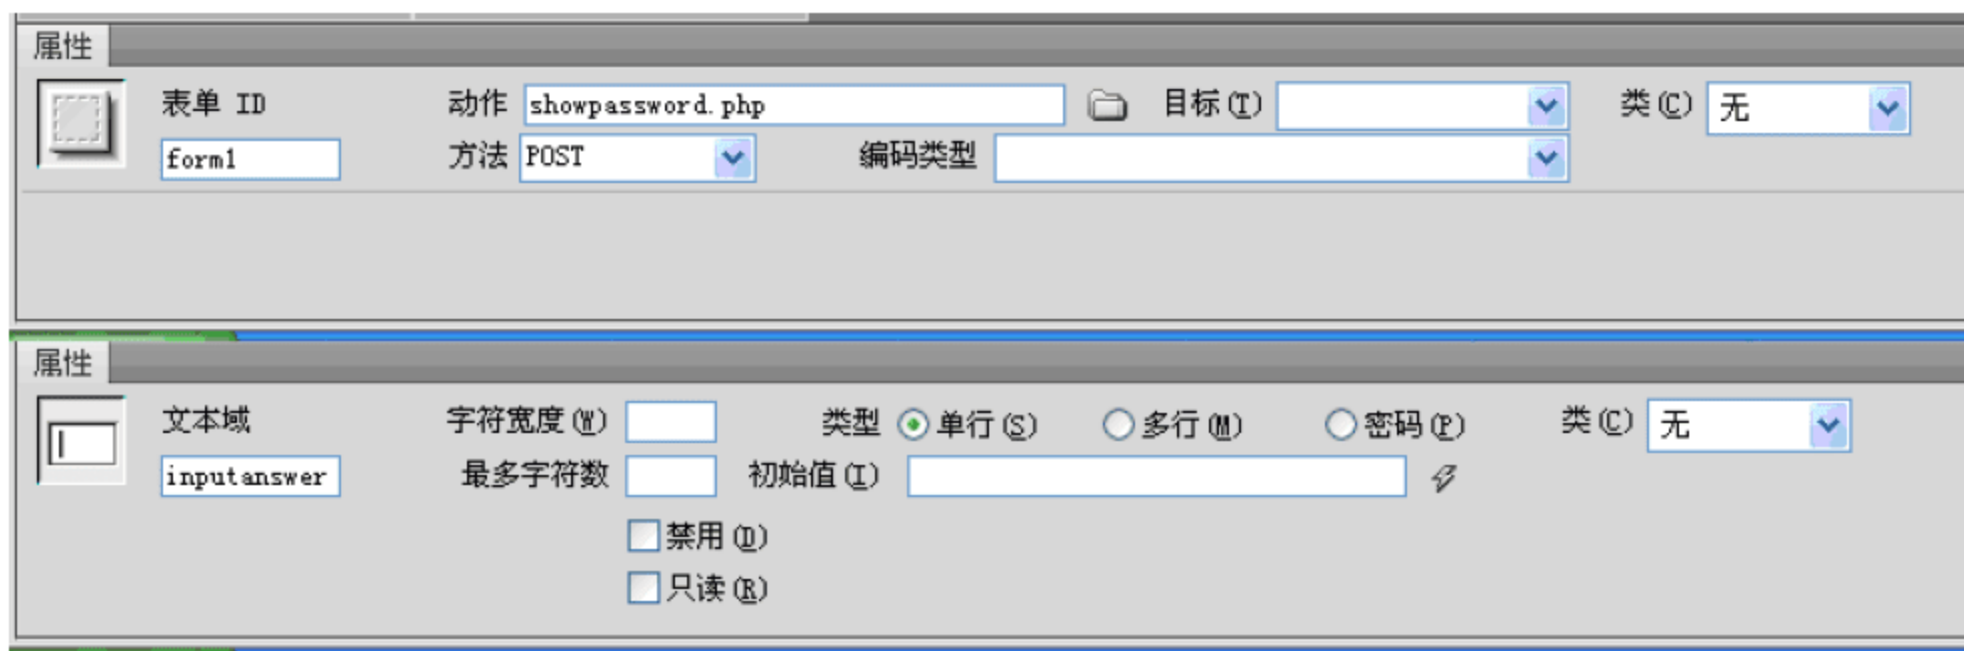 属性
表单 ID 动作 showpassword.php 目标(T) 类(C) 无
form1 方法 POST 编码类型
属性
文本域 字符宽度(W) 类型 单行(S) 多行(M) 密码(P) 类(C) 无
inputanswer 最多字符数 初始值(I)
禁用(D)
只读(R)